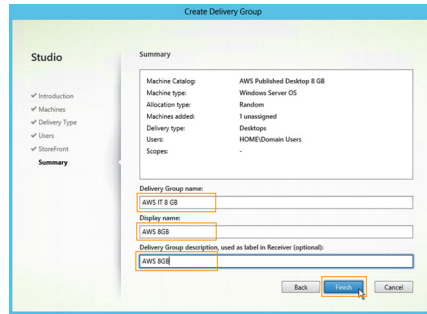 Create Delivery Group
Studio
Summary
✔ Introduction
✔ Machines
✔ Delivery Type
✔ Users
✔ StoreFront
Summary
Machine Catalog: AWS Published Desktop 8 GB
Machine type: Windows Server OS
Allocation type: Random
Machines added: 1 unassigned
Delivery type: Desktops
Users: HOME\Domain Users
Scopes: -
Delivery Group name:
AWS IT 8 GB
Display name:
AWS 8GB
Delivery Group description, used as label in Receiver (optional):
AWS 8GB
Back Finish Cancel